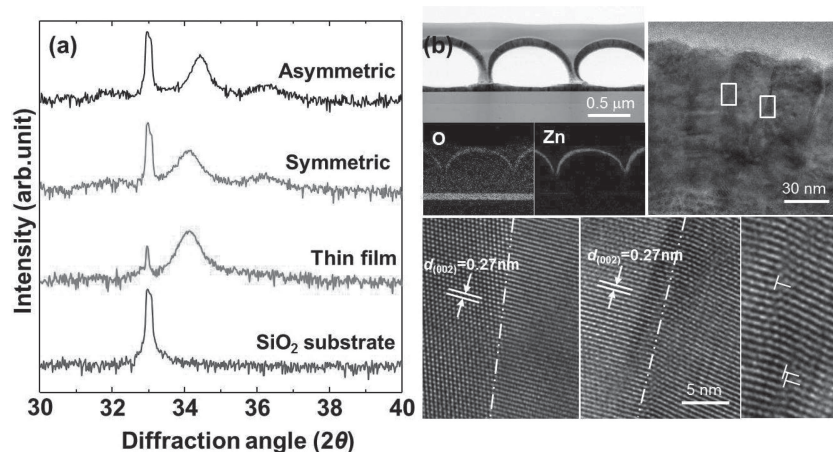 (a)
Asymmetric
Symmetric
Thin film
SiO₂ substrate
Intensity (arb.unit)
30 32 34 36 38 40
Diffraction angle (2θ)
(b)
0.5 μm
O
Zn
30 nm
d(002)=0.27nm
d(002)=0.27nm
5 nm